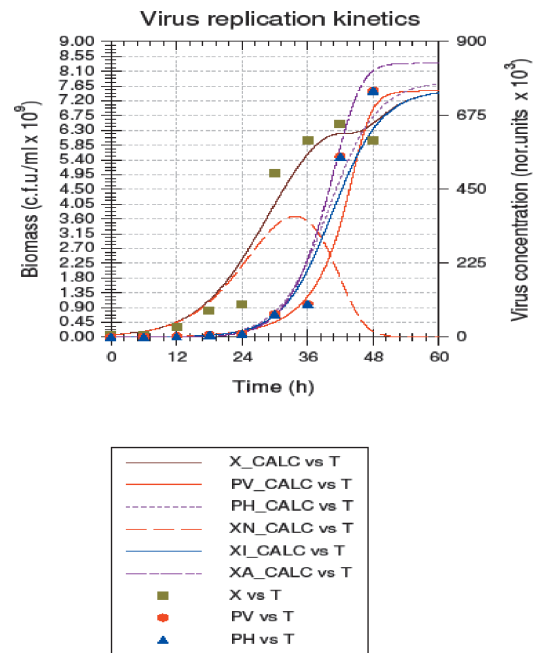 Virus replication kinetics
9.00
8.55
8.10
7.65
7.20
6.75
6.30
5.85
5.40
4.95
4.50
4.05
3.60
3.15
2.70
2.25
1.80
1.35
0.90
0.45
0.00
Biomass (c.f.u./ml x 10⁹)
900
675
450
225
0
Virus concentration (nor.units x 10³)
0 12 24 36 48 60
Time (h)
X_CALC vs T
PV_CALC vs T
PH_CALC vs T
XN_CALC vs T
XI_CALC vs T
XA_CALC vs T
X vs T
PV vs T
PH vs T